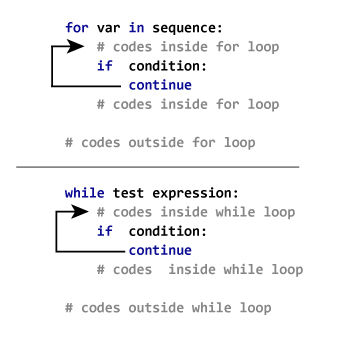 for var in sequence:
# codes inside for loop
if condition:
continue
# codes inside for loop
# codes outside for loop
while test expression:
# codes inside while loop
if condition:
continue
# codes inside while loop
# codes outside while loop